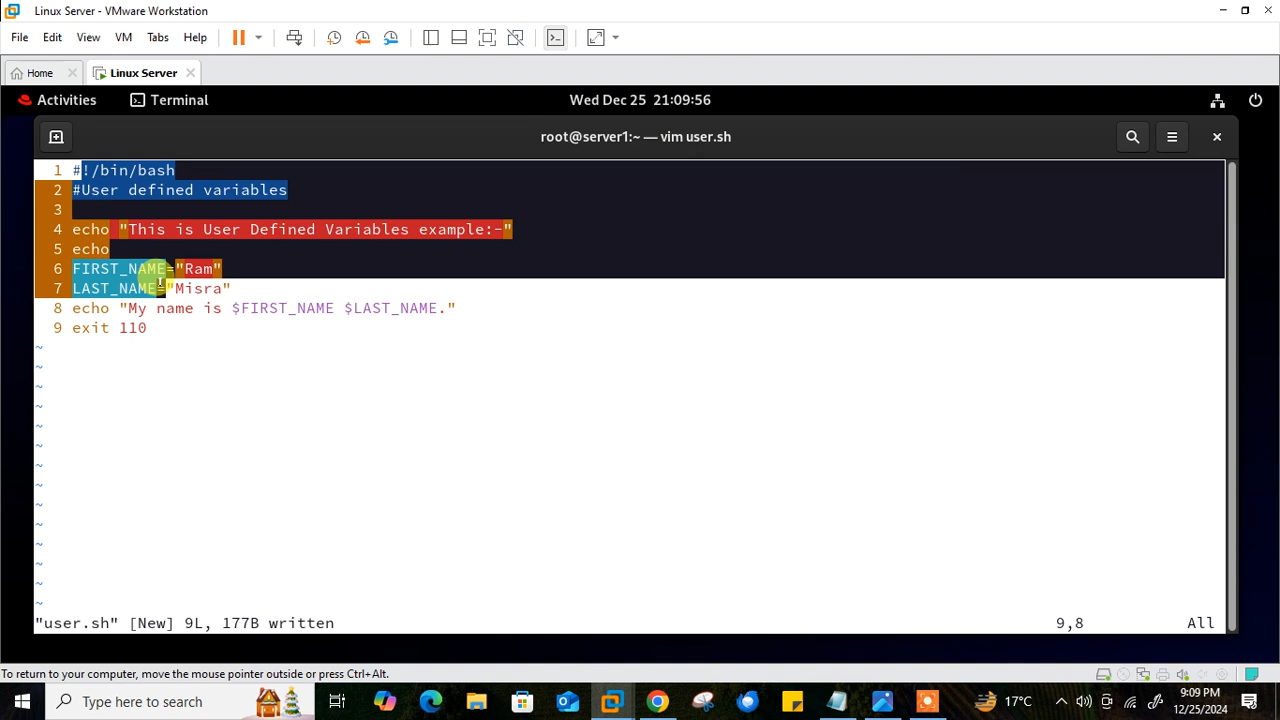 Linux Server - VMware Workstation
File Edit View VM Tabs Help
Home Linux Server
Activities Terminal Wed Dec 25 21:09:56
root@server1:~ — vim user.sh
1 #!/bin/bash
2 #User defined variables
3
4 echo "This is User Defined Variables example:-"
5 echo
6 FIRST_NAME="Ram"
7 LAST_NAME="Misra"
8 echo "My name is $FIRST_NAME $LAST_NAME."
9 exit 110
~
~
~
~
~
~
~
~
~
~
~
~
~
~
"user.sh" [New] 9L, 177B written 9,8 All
To return to your computer, move the mouse pointer outside or press Ctrl+Alt.
Type here to search 17°C 9:09 PM
12/25/2024